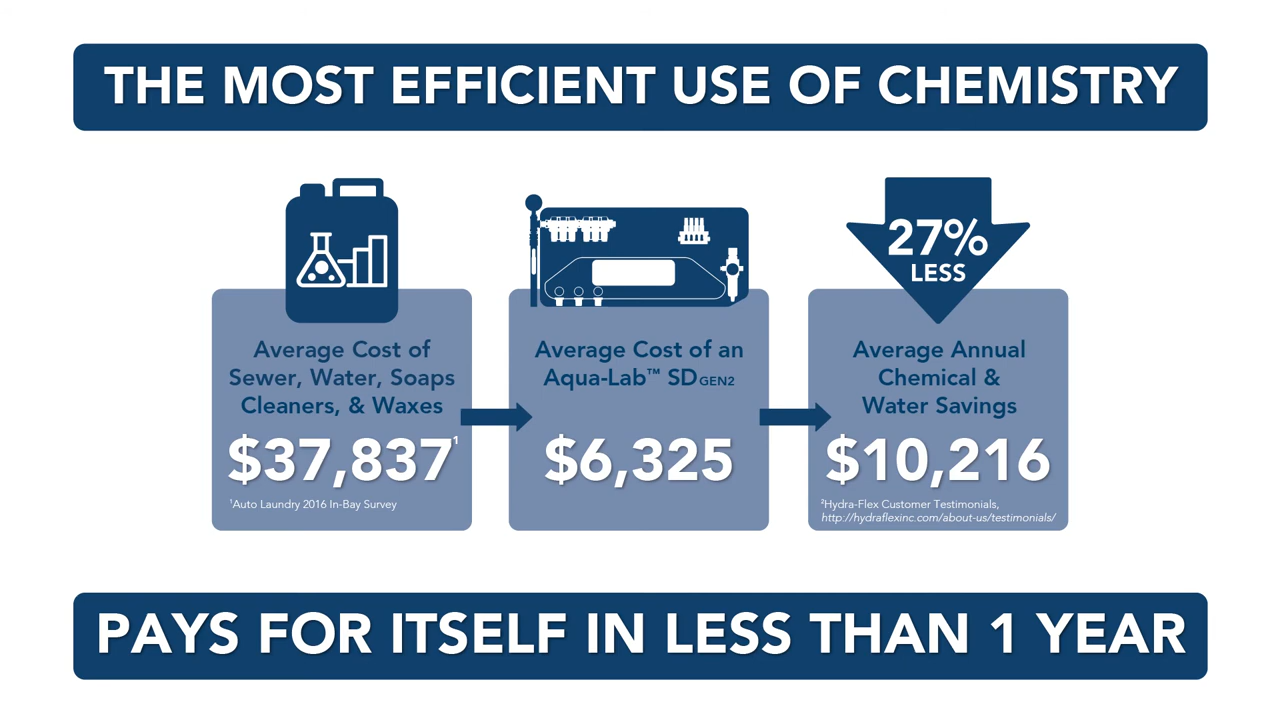 THE MOST EFFICIENT USE OF CHEMISTRY
Average Cost of
Sewer, Water, Soaps
Cleaners, & Waxes
$37,837¹
¹Auto Laundry 2016 In-Bay Survey
Average Cost of an
Aqua-Lab™ SD GEN2
$6,325
27%
LESS
Average Annual
Chemical &
Water Savings
$10,216
²Hydra-Flex Customer Testimonials,
http://hydraflexinc.com/about-us/testimonials/
PAYS FOR ITSELF IN LESS THAN 1 YEAR